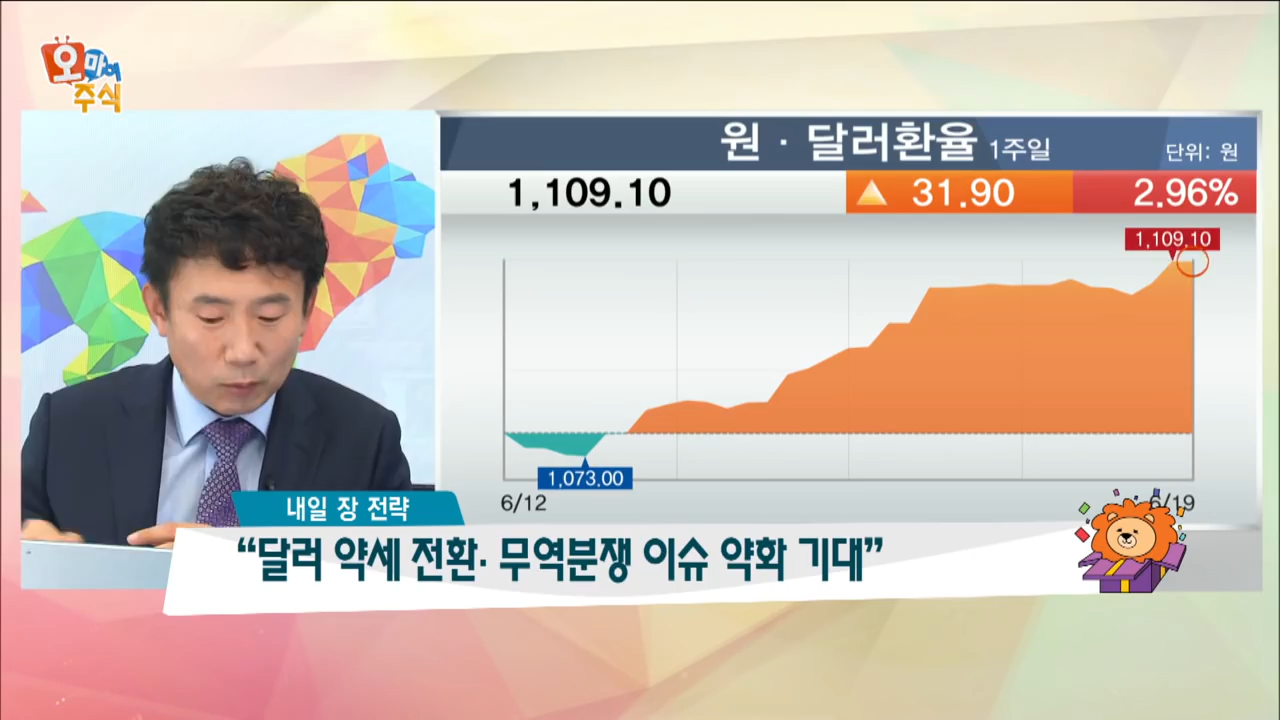 오마이
주식
원 · 달러환율 1주일 단위: 원
1,109.10 ▲ 31.90 2.96%
1,109.10
1,073.00
6/12 6/19
내일 장 전략
“달러 약세 전환· 무역분쟁 이슈 약화 기대”